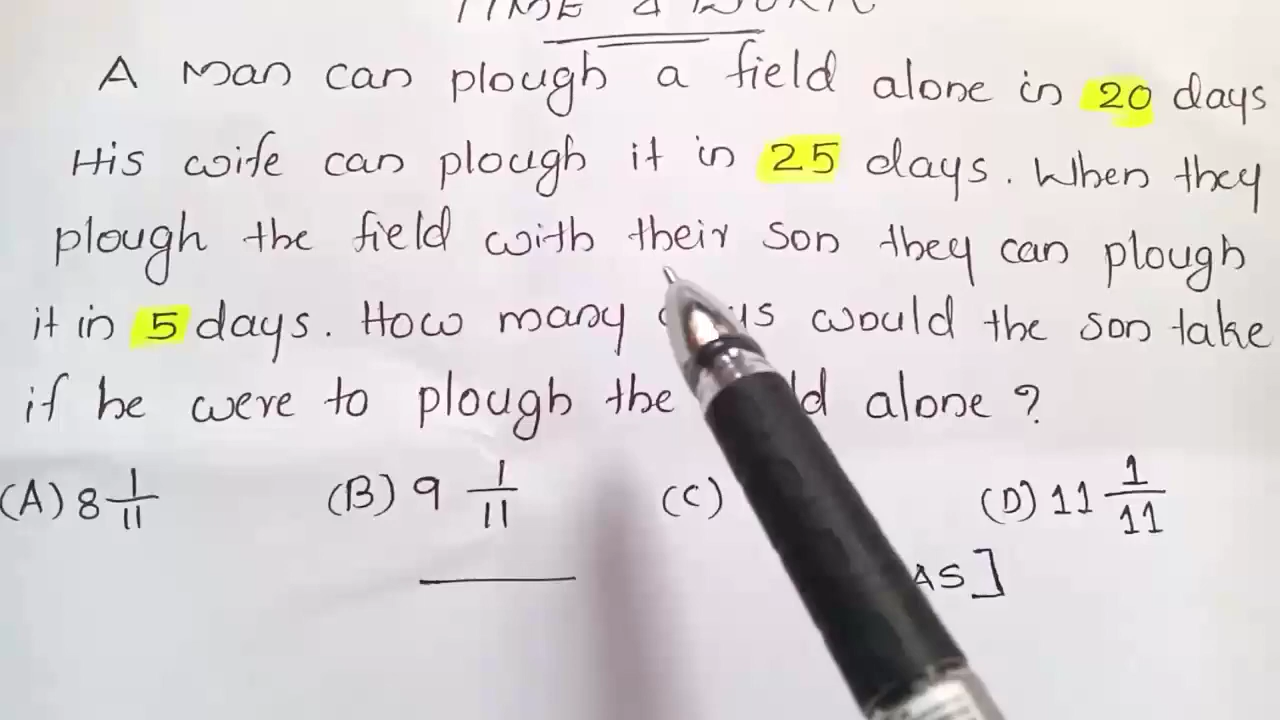 A man can plough a field alone in 20 days
His wife can plough it in 25 days. When they
plough the field with their son they can plough
it in 5 days. How many would the son take
if he were to plough the alone ?
(A) 8 1/11 (B) 9 1/11 (C) (D) 11 1/11